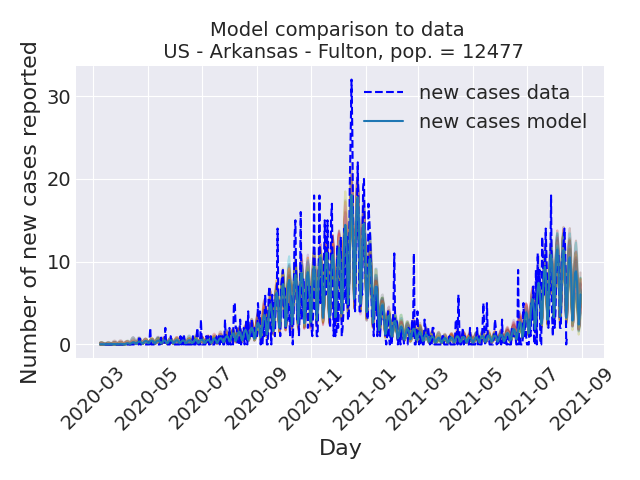 Model comparison to data
US - Arkansas - Fulton, pop. = 12477
Number of new cases reported
30
20
10
0
new cases data
new cases model
2020-03
2020-05
2020-07
2020-09
2020-11
2021-01
2021-03
2021-05
2021-07
2021-09
Day